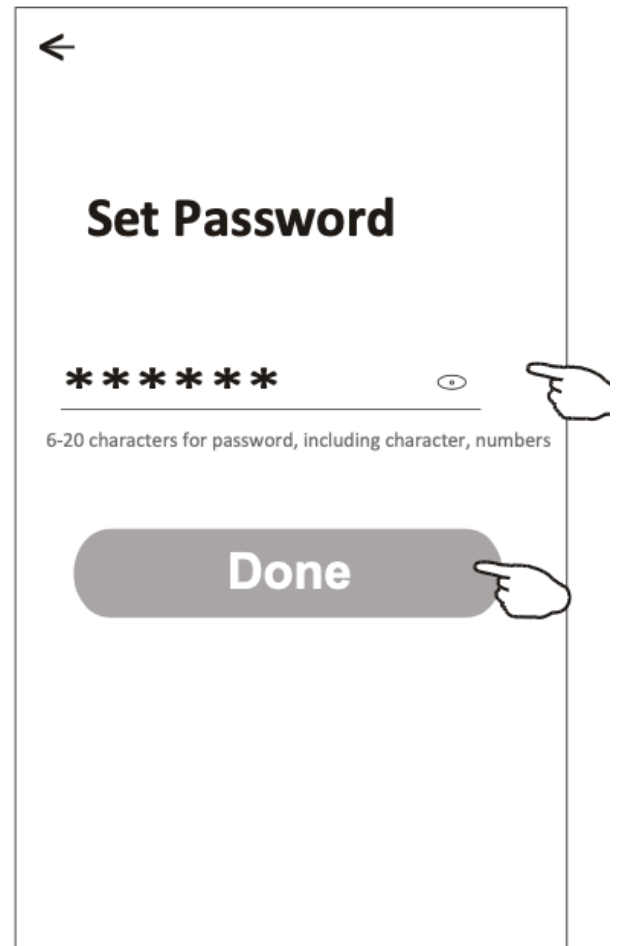 Set Password
******
6-20 characters for password, including character, numbers
Done